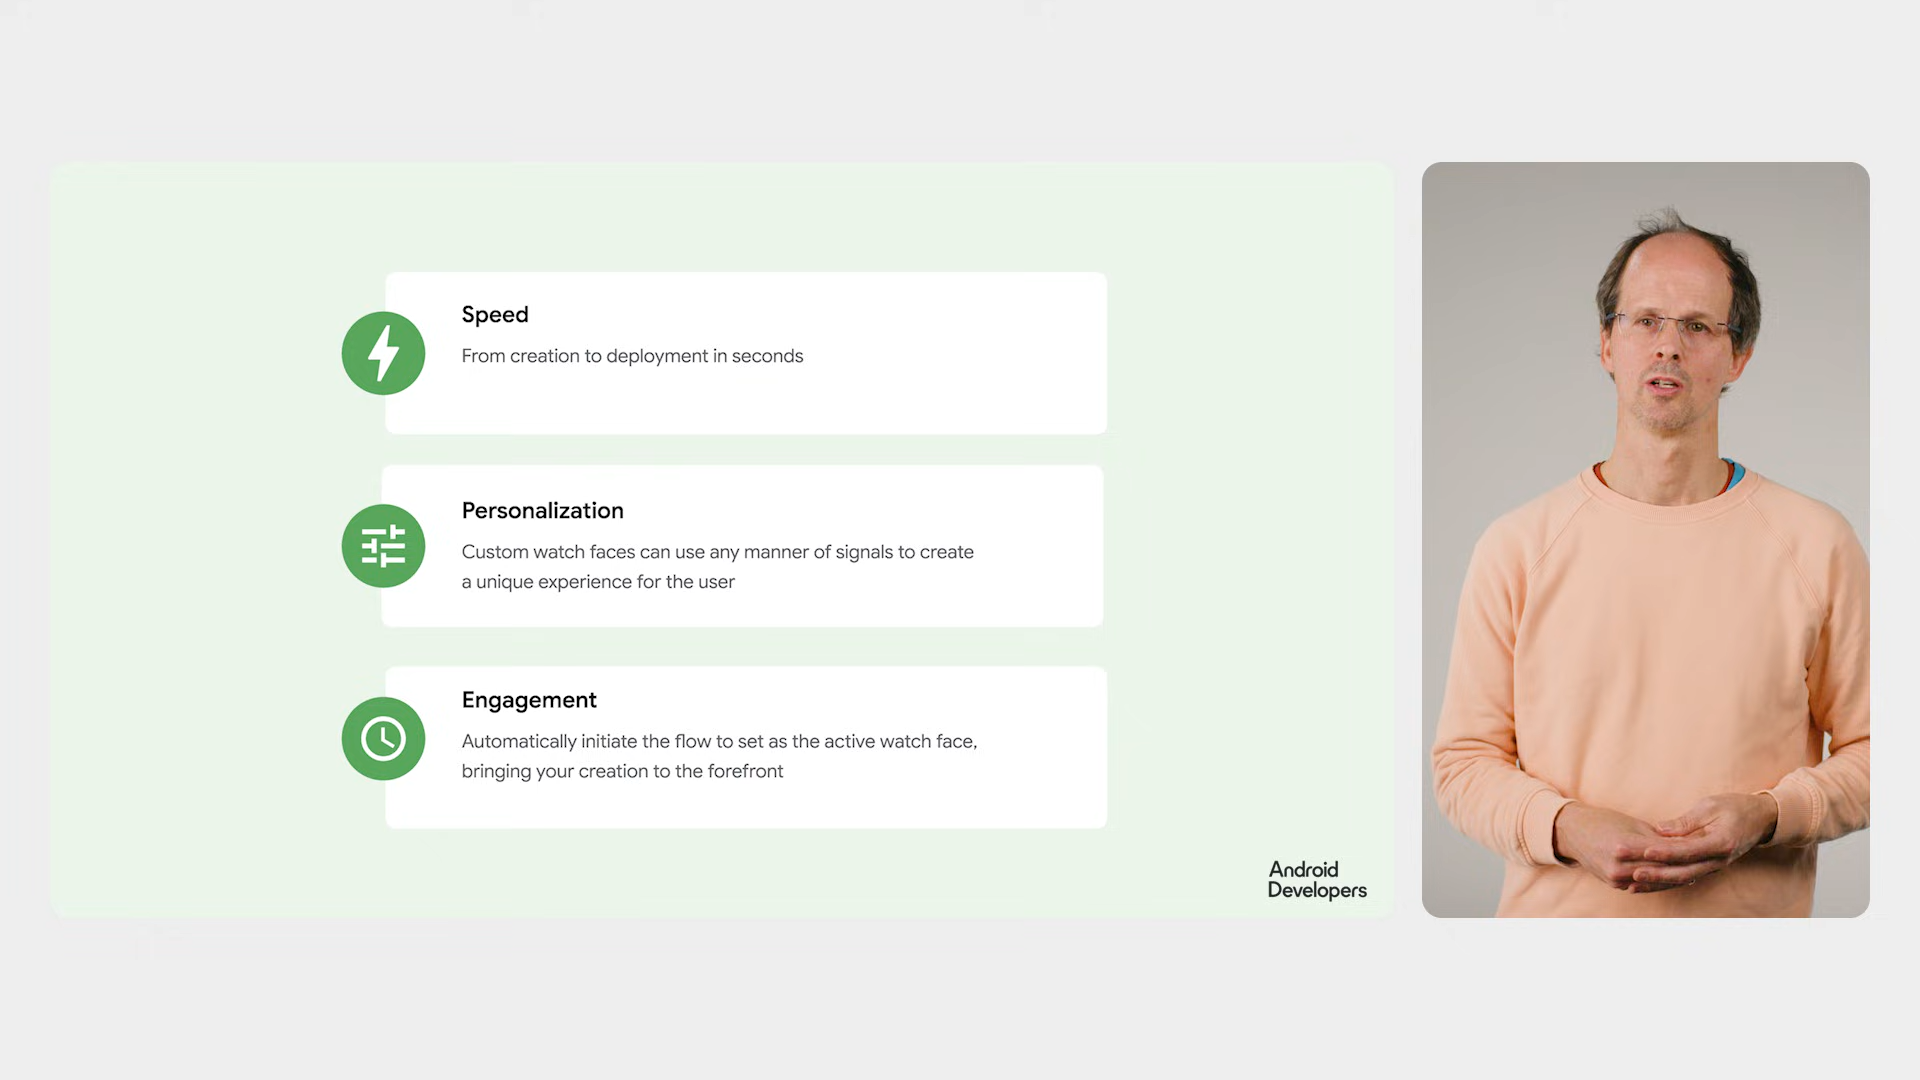 Speed
From creation to deployment in seconds
Personalization
Custom watch faces can use any manner of signals to create
a unique experience for the user
Engagement
Automatically initiate the flow to set as the active watch face,
bringing your creation to the forefront
Android
Developers